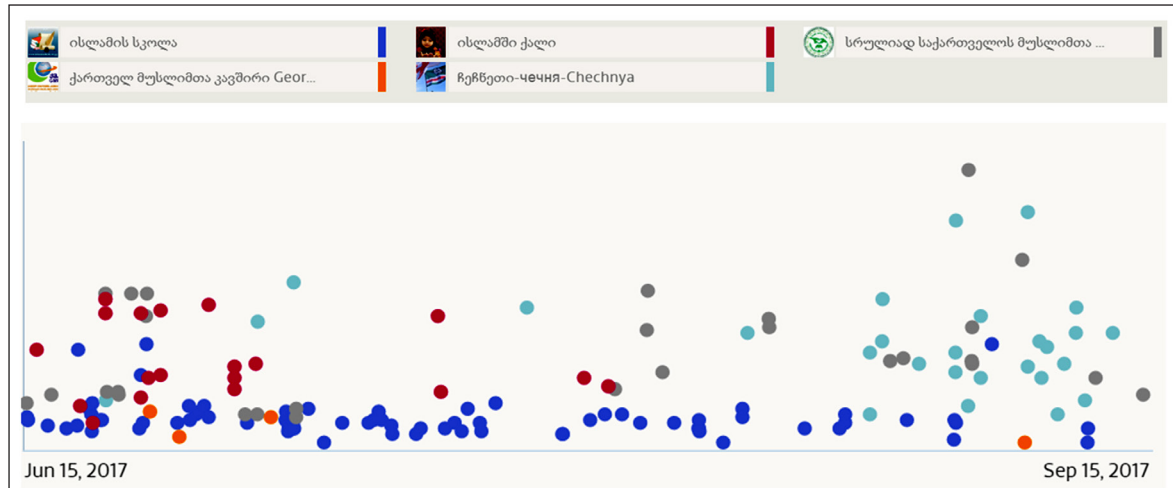 ისლამის სკოლა
ისლამში ქალი
სრულიად საქართველოს მუსლიმთა ...
ქართველ მუსლიმთა კავშირი Geor...
ჩეჩნეთი-чечня-Chechnya
Jun 15, 2017
Sep 15, 2017